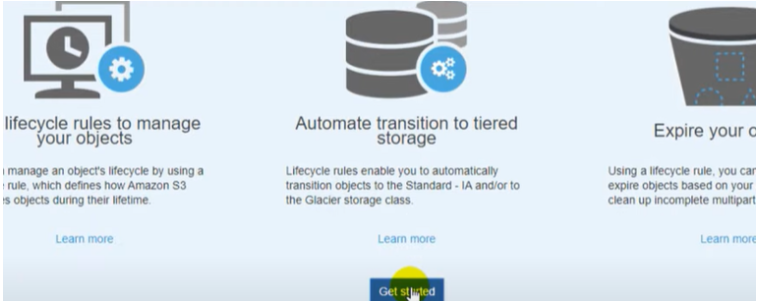 lifecycle rules to manage
your objects
manage an object's lifecycle by using a
rule, which defines how Amazon S3
objects during their lifetime.
Learn more
Automate transition to tiered
storage
Lifecycle rules enable you to automatically
transition objects to the Standard - IA and/or to
the Glacier storage class.
Learn more
Expire your
Using a lifecycle rule, you can
expire objects based on your
clean up incomplete multipart
Learn more
Get started